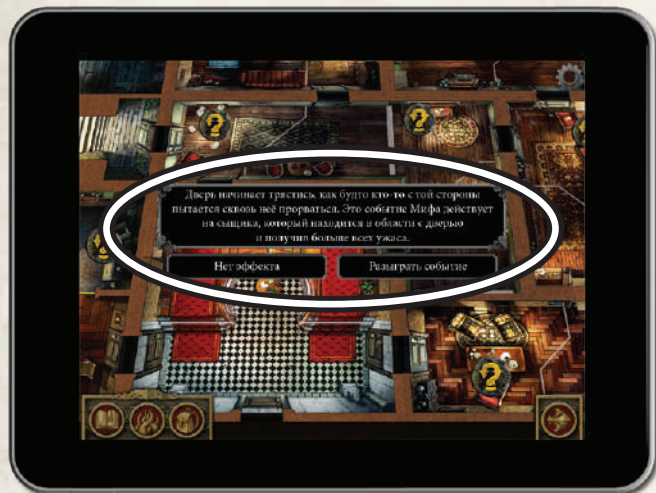 Дверь начинает трястись, как будто кто-то с той стороны
пытается сквозь неё прорваться. Это событие Мифа действует
на сыщика, который находится в области с дверью
и получил больше всех ужаса.
Нет эффекта
Разыграть событие